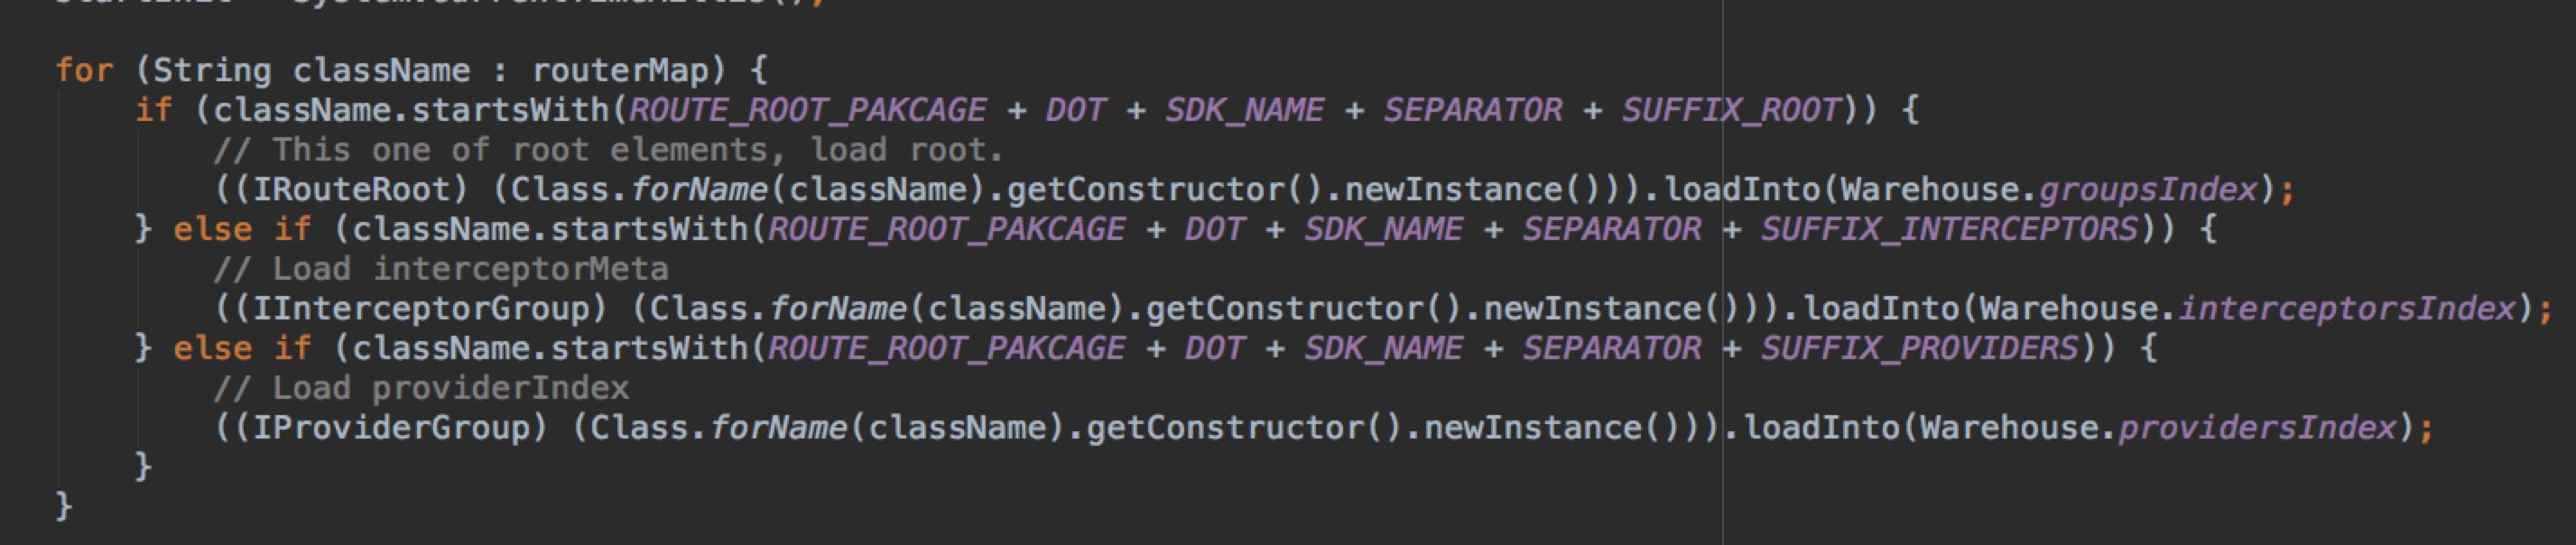 for (String className : routerMap) {
if (className.startsWith(ROUTE_ROOT_PAKCAGE + DOT + SDK_NAME + SEPARATOR + SUFFIX_ROOT)) {
// This one of root elements, load root.
((IRouteRoot) (Class.forName(className).getConstructor().newInstance())).loadInto(Warehouse.groupsIndex);
} else if (className.startsWith(ROUTE_ROOT_PAKCAGE + DOT + SDK_NAME + SEPARATOR + SUFFIX_INTERCEPTORS)) {
// Load interceptorMeta
((IInterceptorGroup) (Class.forName(className).getConstructor().newInstance())).loadInto(Warehouse.interceptorsIndex);
} else if (className.startsWith(ROUTE_ROOT_PAKCAGE + DOT + SDK_NAME + SEPARATOR + SUFFIX_PROVIDERS)) {
// Load providerIndex
((IProviderGroup) (Class.forName(className).getConstructor().newInstance())).loadInto(Warehouse.providersIndex);
}
}